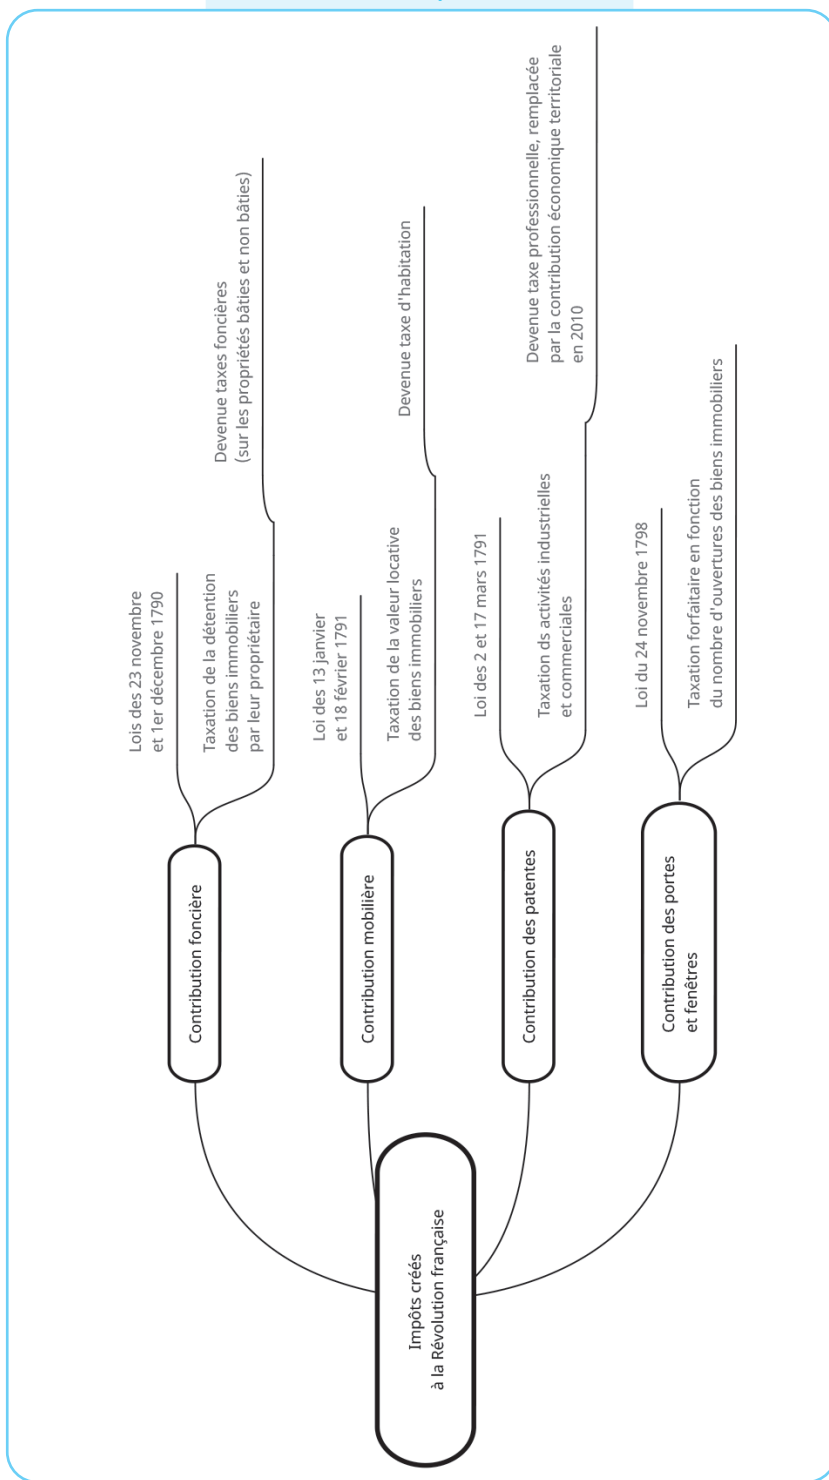 Impôts créés
à la Révolution française
Contribution foncière
Lois des 23 novembre
et 1er décembre 1790
Taxation de la détention
des biens immobiliers
par leur propriétaire
Devenue taxes foncières
(sur les propriétés bâties et non bâties)
Contribution mobilière
Loi des 13 janvier
et 18 février 1791
Taxation de la valeur locative
des biens immobiliers
Devenue taxe d'habitation
Contribution des patentes
Loi des 2 et 17 mars 1791
Taxation ds activités industrielles
et commerciales
Devenue taxe professionnelle, remplacée
par la contribution économique territoriale
en 2010
Contribution des portes
et fenêtres
Loi du 24 novembre 1798
Taxation forfaitaire en fonction
du nombre d'ouvertures des biens immobiliers